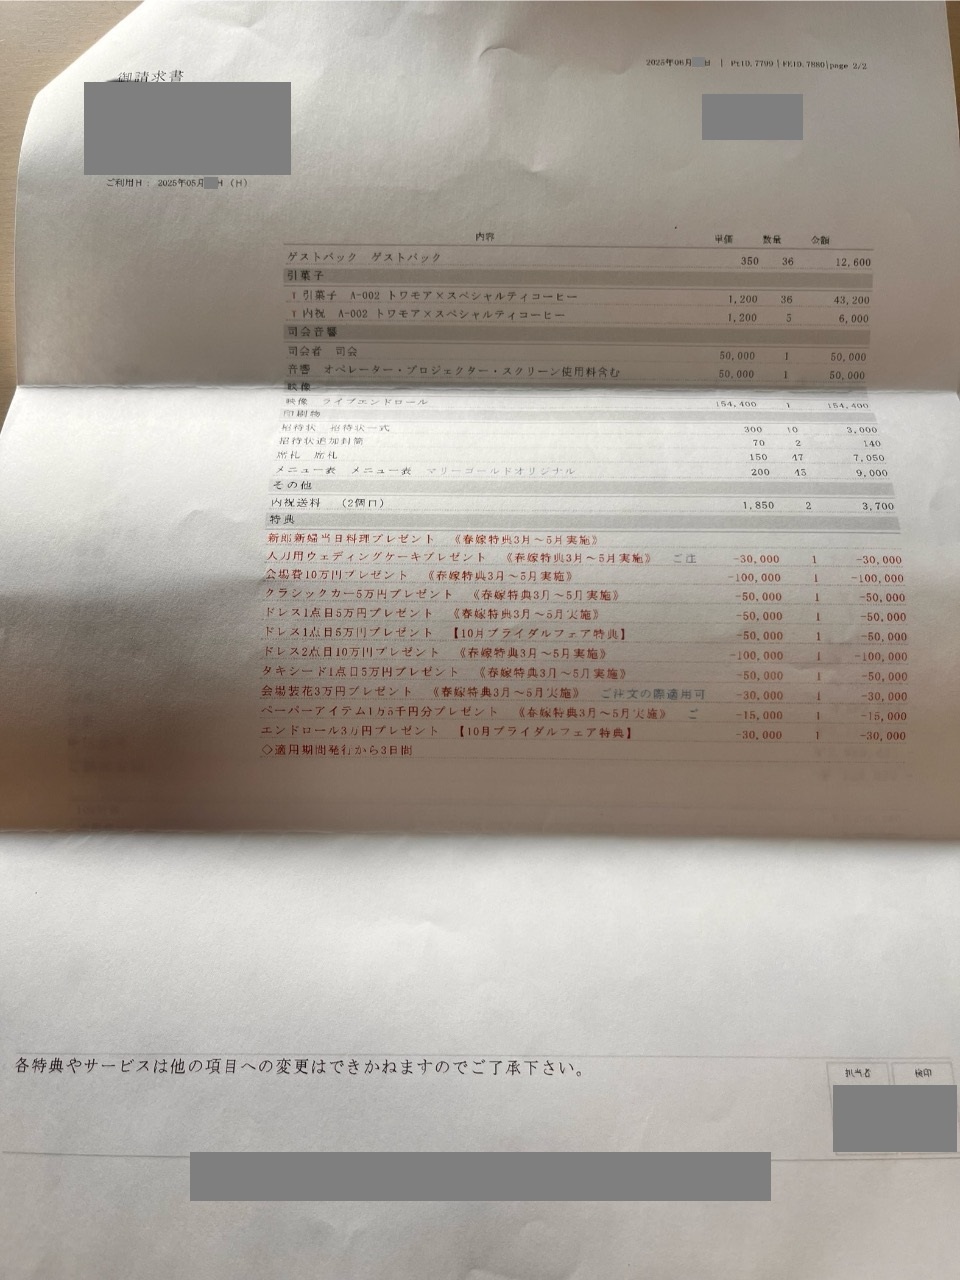 御請求書
2025年06月 日 | PtID.7799 | FKID.7880|page 2/2
ご利用日: 2025年05月 日 (日)
内容 単価 数量 金額
ゲストバック ゲストバック 350 36 12,600
引菓子
Y 引菓子 A-002 トワモア×スペシャルティコーヒー 1,200 36 43,200
Y 内祝 A-002 トワモア×スペシャルティコーヒー 1,200 5 6,000
司会音響
司会者 司会 50,000 1 50,000
音響 オペレーター・プロジェクター・スクリーン使用料含む 50,000 1 50,000
映像
映像 ライブエンドロール 154,400 1 154,400
印刷物
招待状 招待状一式 300 10 3,000
招待状追加封筒 70 2 140
席札 席札 150 47 7,050
メニュー表 メニュー表 マリーゴールドオリジナル 200 45 9,000
その他
内祝送料 (2個口) 1,850 2 3,700
特典
新郎新婦当日料理プレゼント 《春嫁特典3月～5月実施》
入刀用ウェディングケーキプレゼント 《春嫁特典3月～5月実施》 ご注 -30,000 1 -30,000
会場費10万円プレゼント 《春嫁特典3月～5月実施》 -100,000 1 -100,000
クラシックカー5万円プレゼント 《春嫁特典3月～5月実施》 -50,000 1 -50,000
ドレス1点目5万円プレゼント 《春嫁特典3月～5月実施》 -50,000 1 -50,000
ドレス1点目5万円プレゼント 【10月ブライダルフェア特典】 -50,000 1 -50,000
ドレス2点目10万円プレゼント 《春嫁特典3月～5月実施》 -100,000 1 -100,000
タキシード1点目5万円プレゼント 《春嫁特典3月～5月実施》 -50,000 1 -50,000
会場装花3万円プレゼント 《春嫁特典3月～5月実施》 ご注文の際適用可 -30,000 1 -30,000
ペーパーアイテム1万5千円分プレゼント 《春嫁特典3月～5月実施》 ご -15,000 1 -15,000
エンドロール3万円プレゼント 【10月ブライダルフェア特典】 -30,000 1 -30,000
◇適用期間発行から3日間
各特典やサービスは他の項目への変更はできかねますのでご了承下さい。
担当者 検印